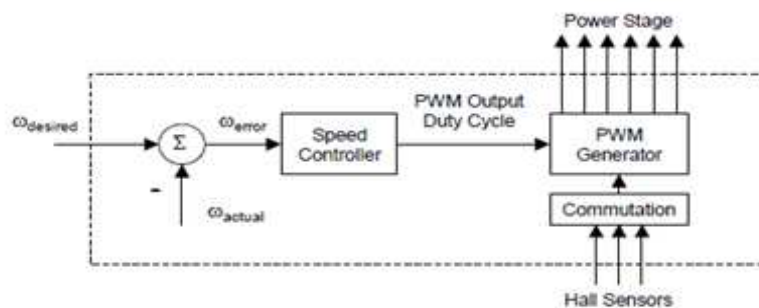 Power Stage
ωdesired
Σ
ωerror
Speed
Controller
PWM Output
Duty Cycle
PWM
Generator
-
ωactual
Commutation
Hall Sensors